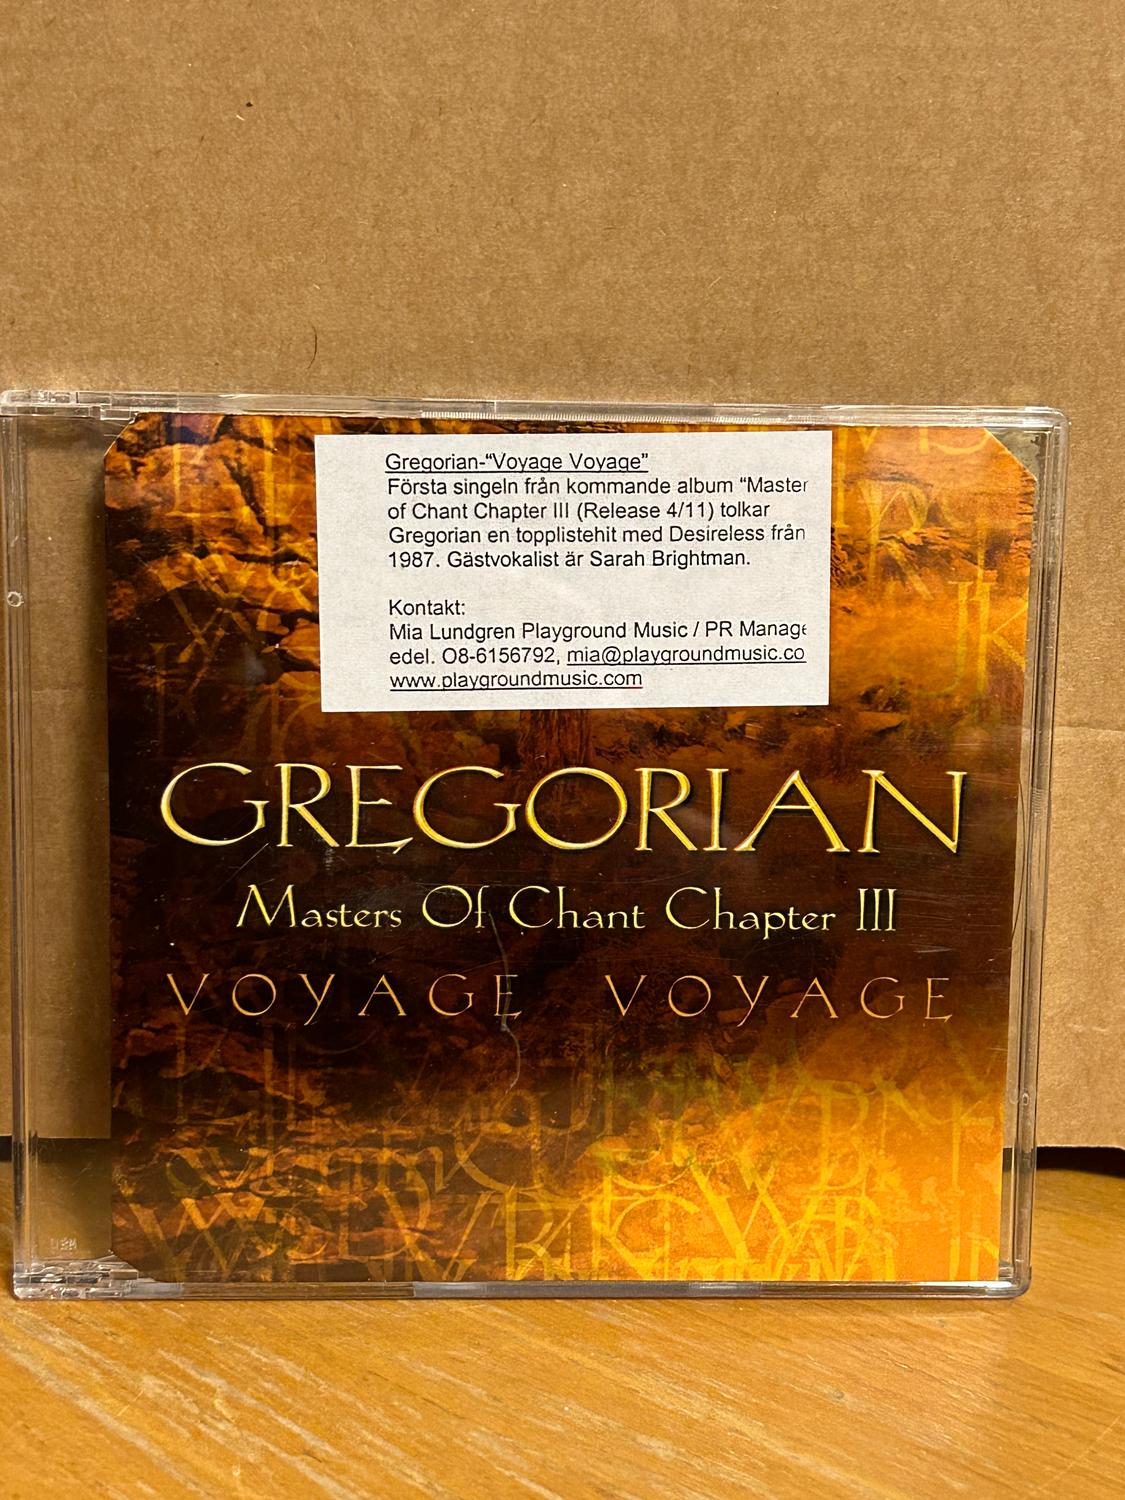 Gregorian-“Voyage Voyage”
Första singeln från kommande album “Master
of Chant Chapter III (Release 4/11) tolkar
Gregorian en topplistehit med Desireless från
1987. Gästvokalist är Sarah Brightman.
Kontakt:
Mia Lundgren Playground Music / PR Manage
edel. O8-6156792, mia@playgroundmusic.co
www.playgroundmusic.com
GREGORIAN
Masters Of Chant Chapter III
VOYAGE VOYAGE